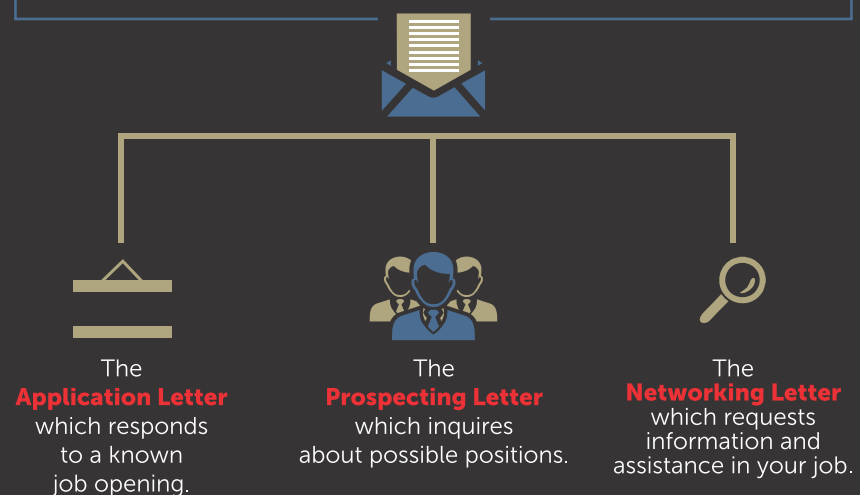 The
Application Letter
which responds
to a known
job opening.
The
Prospecting Letter
which inquires
about possible positions.
The
Networking Letter
which requests
information and
assistance in your job.